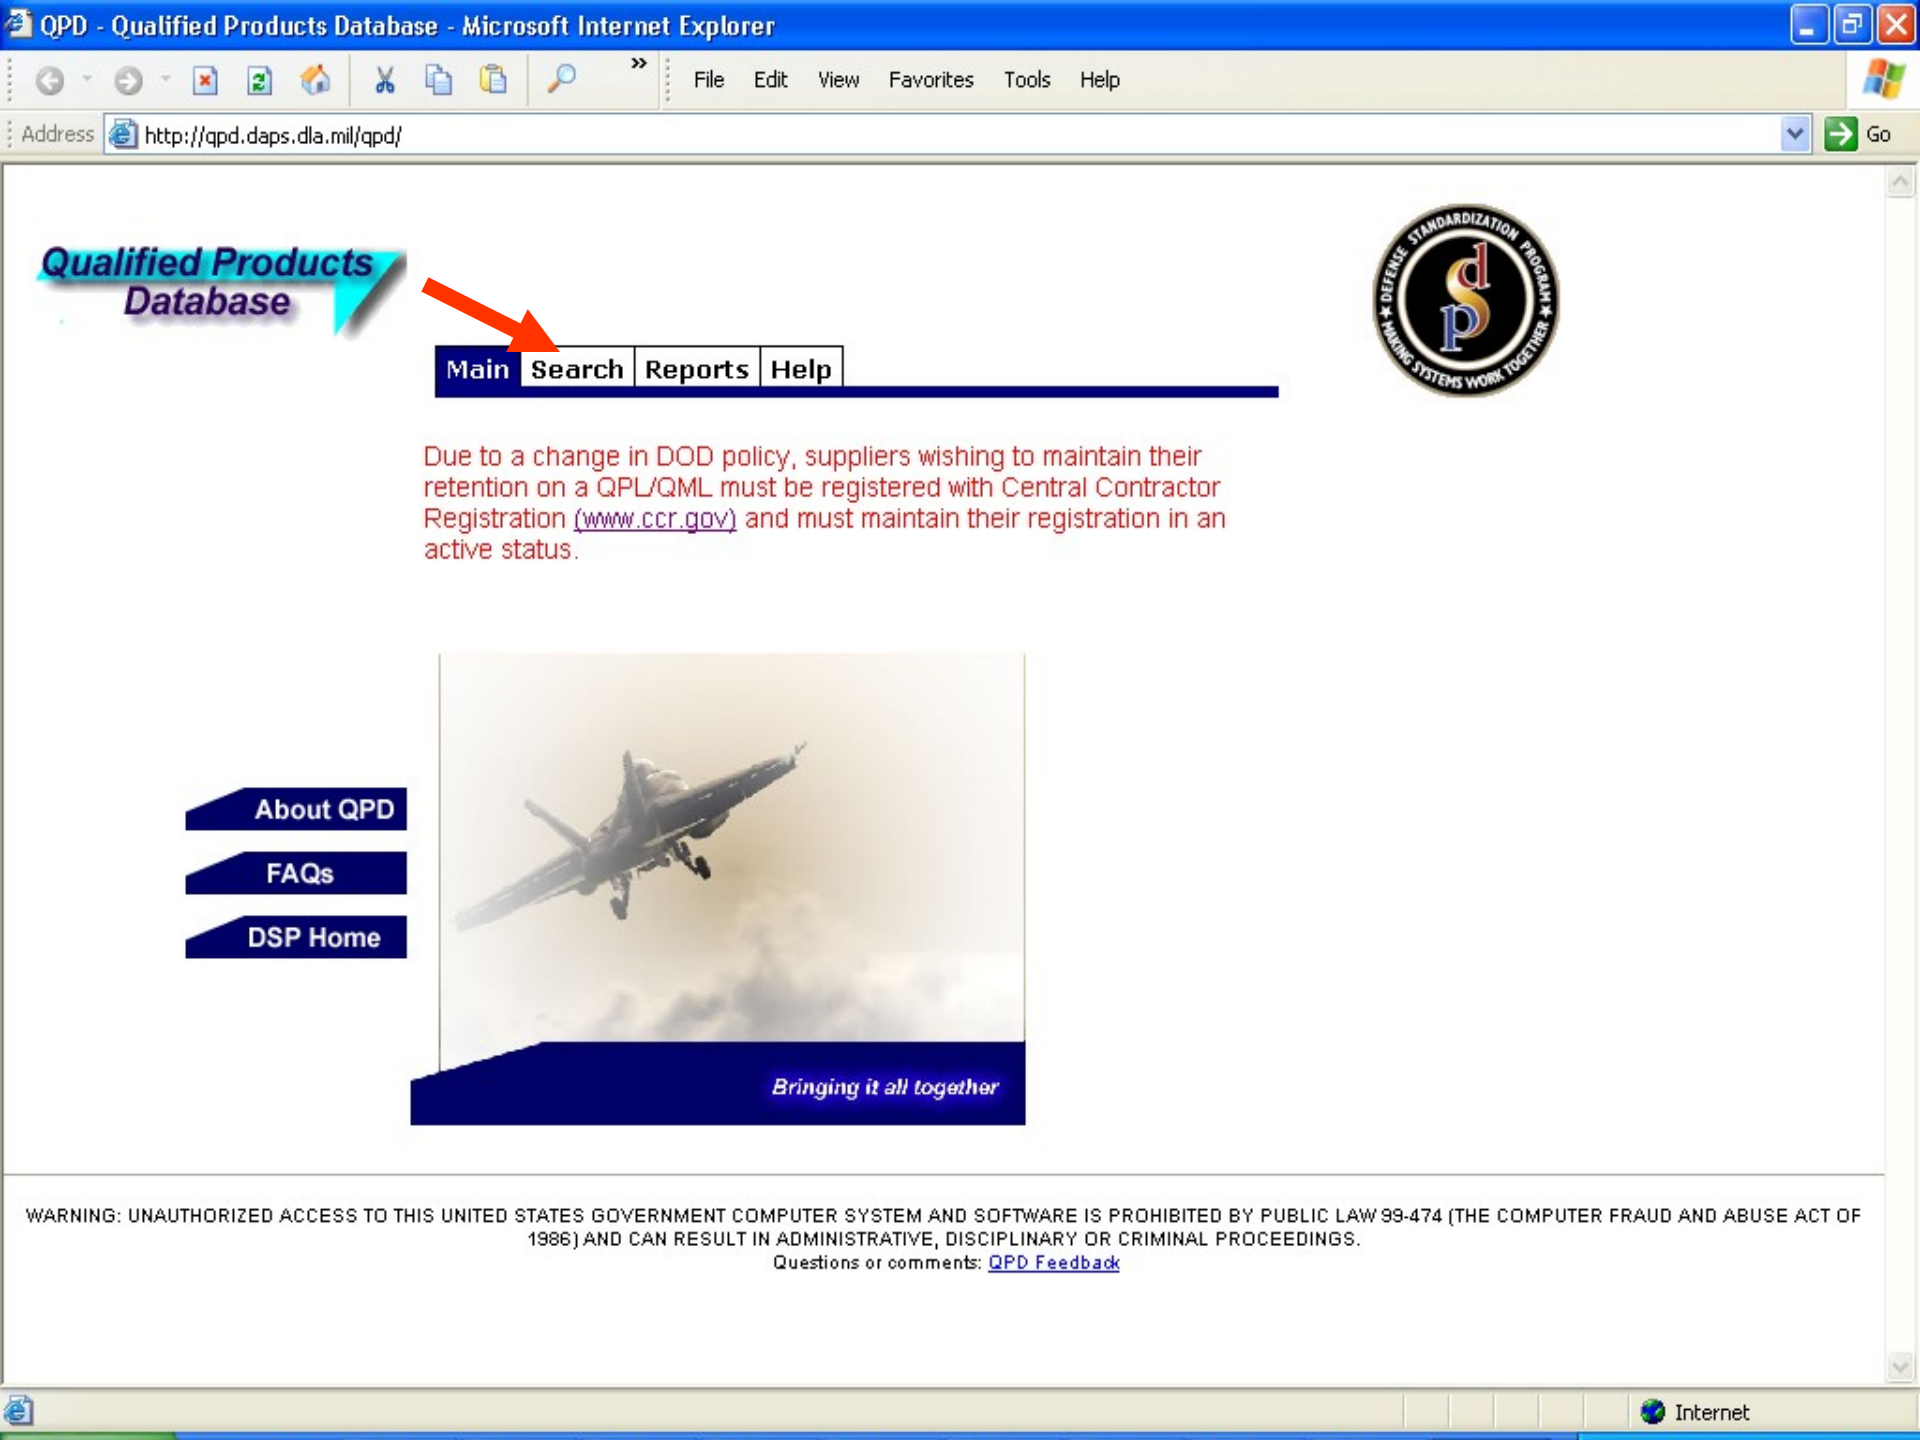 QPD - Qualified Products Database - Microsoft Internet Explorer
» File Edit View Favorites Tools Help
Address http://qpd.daps.dla.mil/qpd/ Go
Qualified Products
Database
DEFENSE STANDARDIZATION PROGRAM
dsp
MAKING SYSTEMS WORK TOGETHER
Main Search Reports Help
Due to a change in DOD policy, suppliers wishing to maintain their
retention on a QPL/QML must be registered with Central Contractor
Registration (www.ccr.gov) and must maintain their registration in an
active status.
About QPD
FAQs
DSP Home
Bringing it all together
WARNING: UNAUTHORIZED ACCESS TO THIS UNITED STATES GOVERNMENT COMPUTER SYSTEM AND SOFTWARE IS PROHIBITED BY PUBLIC LAW 99-474 (THE COMPUTER FRAUD AND ABUSE ACT OF
1986) AND CAN RESULT IN ADMINISTRATIVE, DISCIPLINARY OR CRIMINAL PROCEEDINGS.
Questions or comments: QPD Feedback
Internet